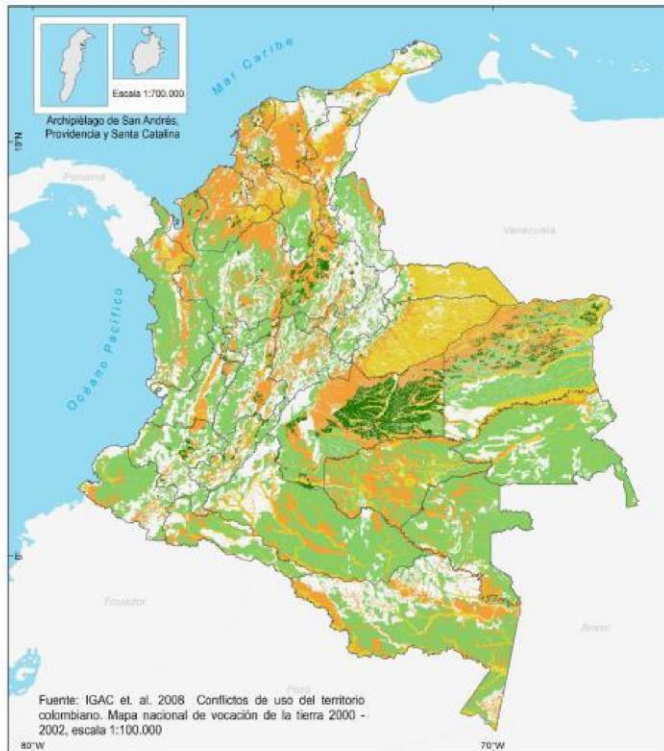 Escala 1:700.000
Archipiélago de San Andrés,
Providencia y Santa Catalina
Mar Caribe
10°N
Panamá
Venezuela
Océano Pacífico
0°
Ecuador
Brasil
Perú
Fuente: IGAC et. al. 2008 Conflictos de uso del territorio
colombiano. Mapa nacional de vocación de la tierra 2000 -
2002, escala 1:100.000
80°W
70°W